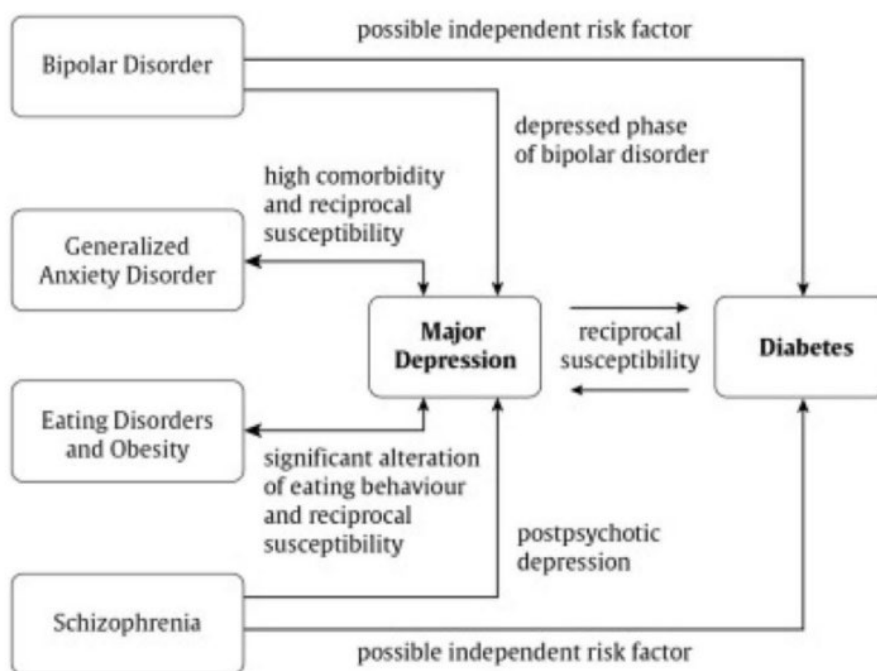 possible independent risk factor
Bipolar Disorder
depressed phase
of bipolar disorder
high comorbidity
and reciprocal
susceptibility
Generalized
Anxiety Disorder
Major
Depression
reciprocal
susceptibility
Diabetes
Eating Disorders
and Obesity
significant alteration
of eating behaviour
and reciprocal
susceptibility
postpsychotic
depression
Schizophrenia
possible independent risk factor